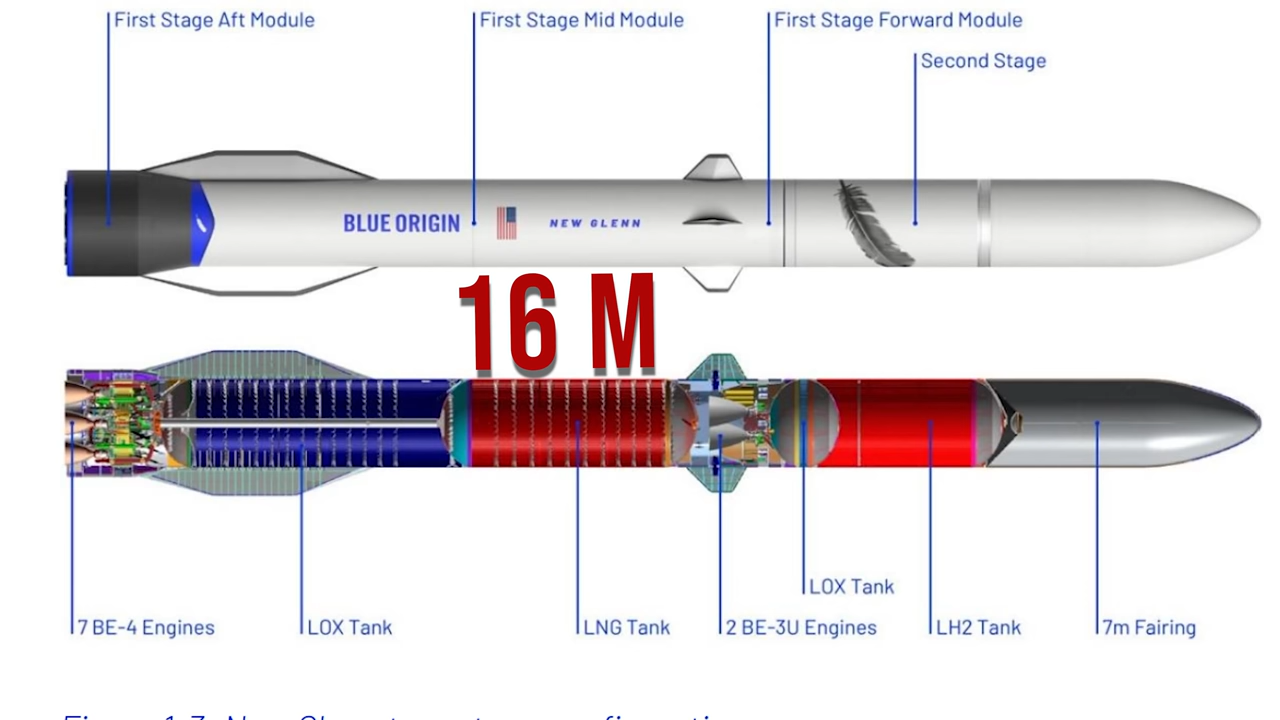 First Stage Aft Module
First Stage Mid Module
First Stage Forward Module
Second Stage
BLUE ORIGIN
NEW GLENN
16 M
LOX Tank
7 BE-4 Engines
LOX Tank
LNG Tank
2 BE-3U Engines
LH2 Tank
7m Fairing